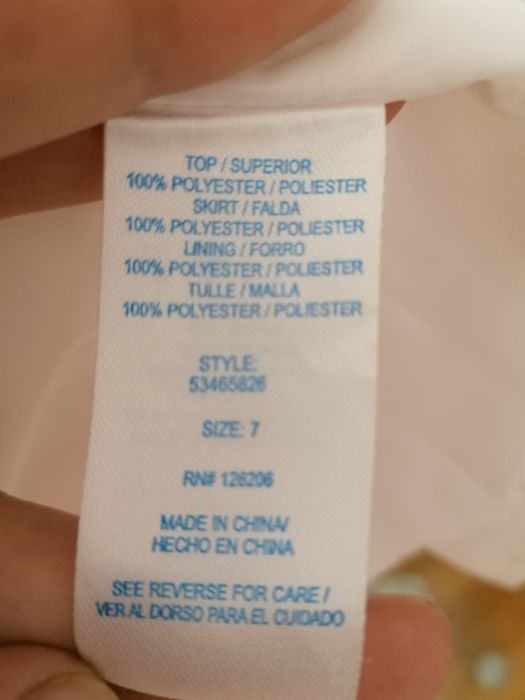 TOP / SUPERIOR
100% POLYESTER / POLIESTER
SKIRT / FALDA
100% POLYESTER / POLIESTER
LINING / FORRO
100% POLYESTER / POLIESTER
TULLE / MALLA
100% POLYESTER / POLIESTER
STYLE:
53465826
SIZE: 7
RN# 126206
MADE IN CHINA/
HECHO EN CHINA
SEE REVERSE FOR CARE /
VER AL DORSO PARA EL CUIDADO